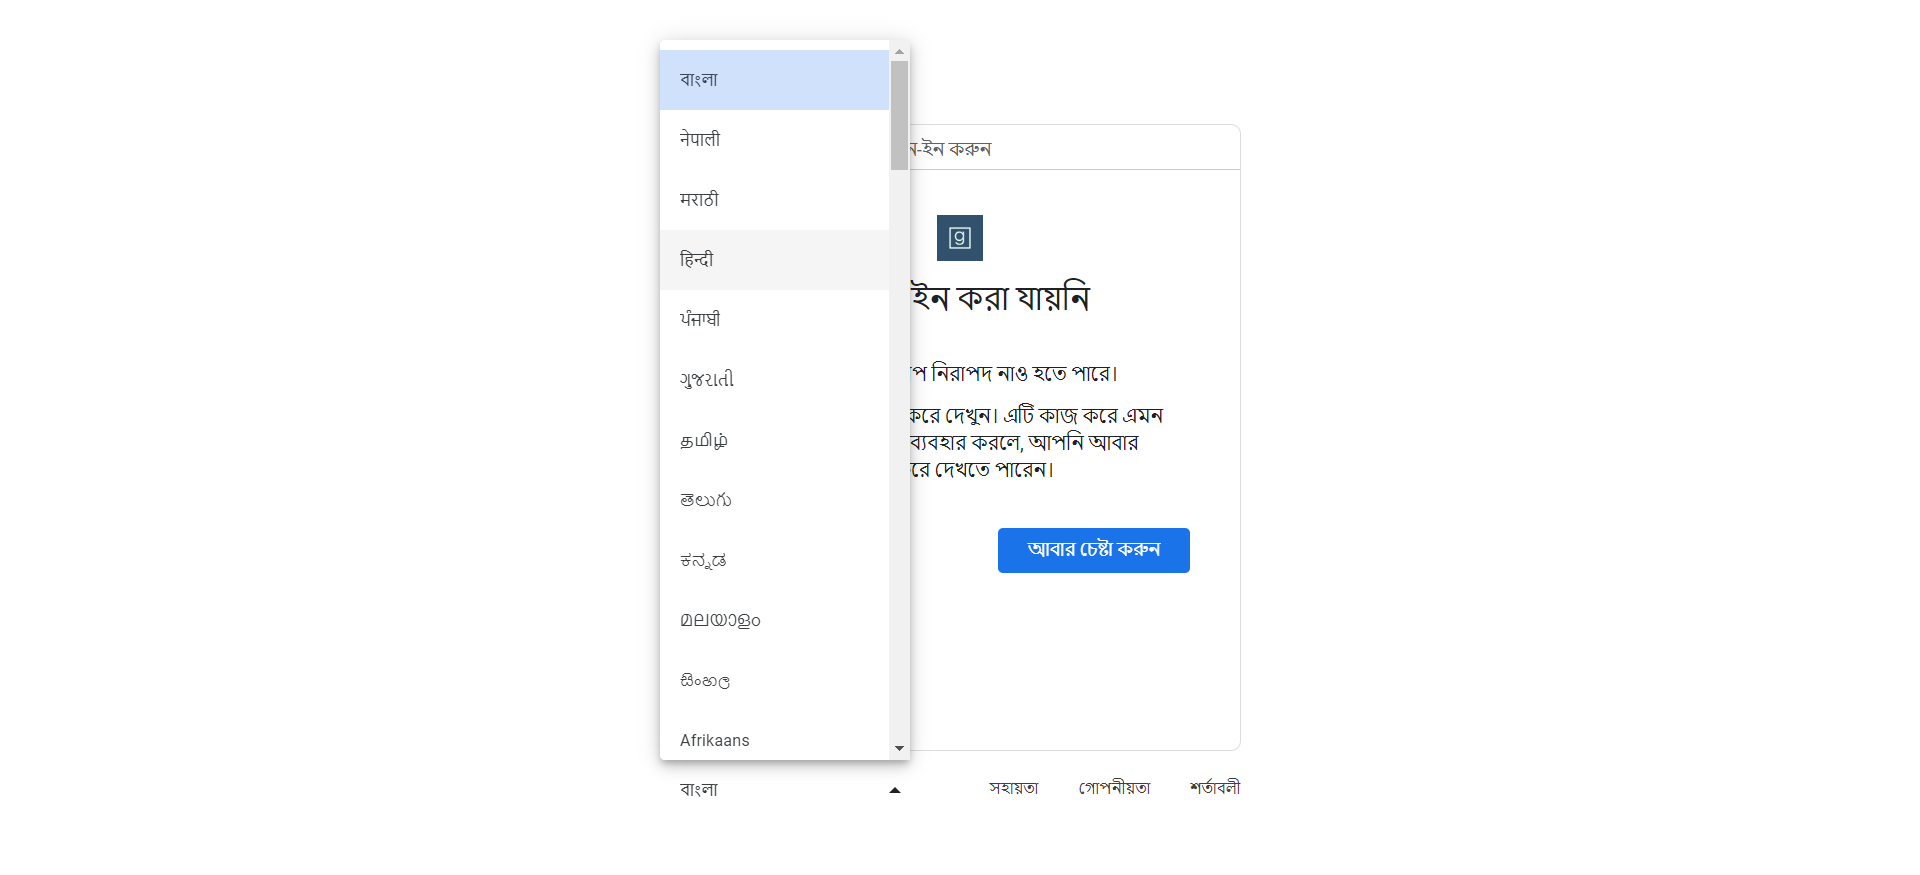 বাংলা
नेपाली
मराठी
हिन्दी
ਪੰਜਾਬੀ
ગુજરાતી
தமிழ்
తెలుగు
ಕನ್ನಡ
മലയാളം
සිංහල
Afrikaans
বাংলা
ইন করুন
g
ইন করা যায়নি
নিরাপদ নাও হতে পারে।
করে দেখুন। এটি কাজ করে এমন
ব্যবহার করলে, আপনি আবার
দেখতে পারেন।
আবার চেষ্টা করুন
সহায়তা
গোপনীয়তা
শর্তাবলী